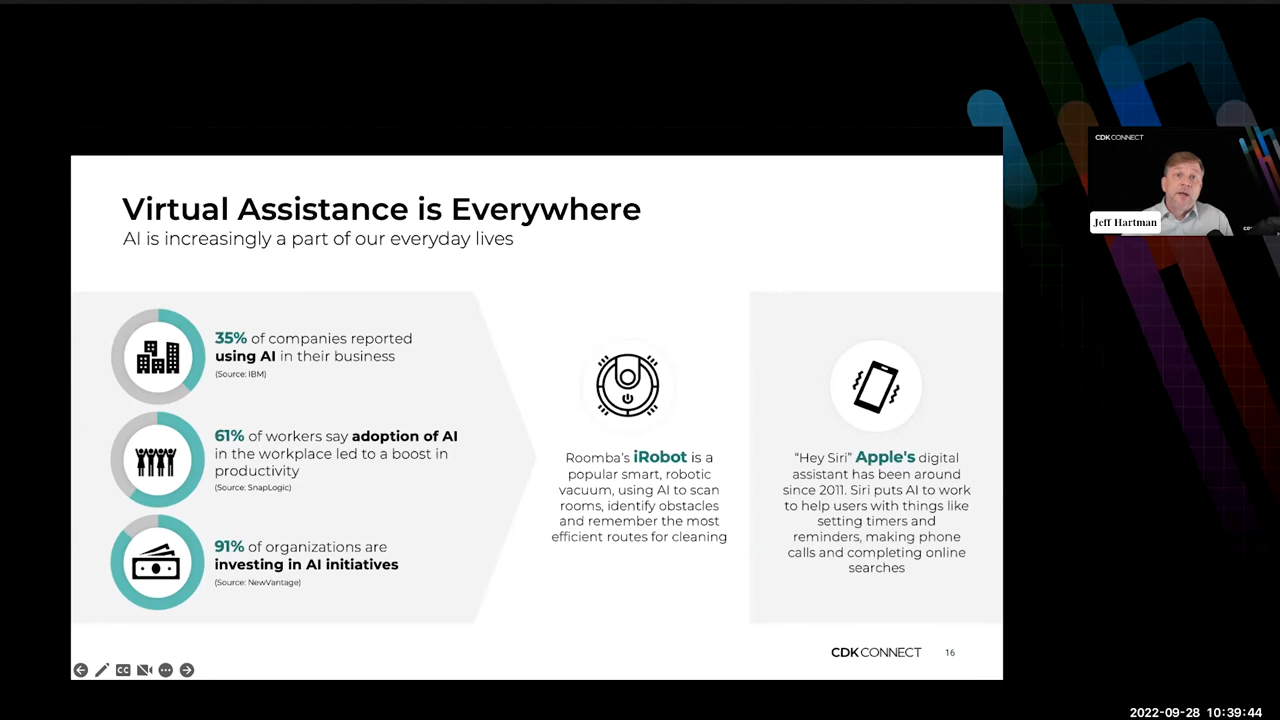 Virtual Assistance is Everywhere
AI is increasingly a part of our everyday lives
35% of companies reported
using AI in their business
(Source: IBM)
61% of workers say adoption of AI
in the workplace led to a boost in
productivity
(Source: SnapLogic)
91% of organizations are
investing in AI initiatives
(Source: NewVantage)
Roomba's iRobot is a
popular smart, robotic
vacuum, using AI to scan
rooms, identify obstacles
and remember the most
efficient routes for cleaning
"Hey Siri" Apple's digital
assistant has been around
since 2011. Siri puts AI to work
to help users with things like
setting timers and
reminders, making phone
calls and completing online
searches
CDK CONNECT
16
CC
CDK CONNECT
Jeff Hartman
2022-09-28 10:39:44